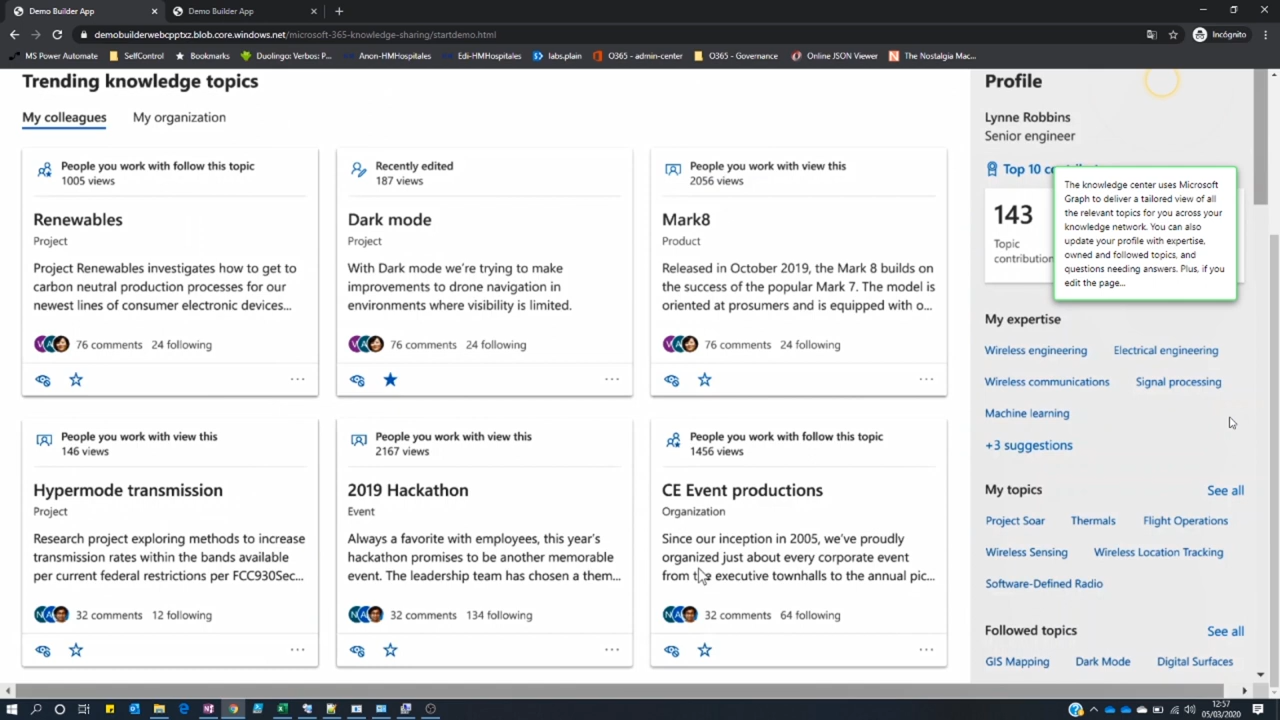 Demo Builder App
Demo Builder App
demobuilderwebcpptxz.blob.core.windows.net/microsoft-365-knowledge-sharing/startdemo.html
Incógnito
MS Power Automate
SelfControl
Bookmarks
Duolingo: Verbos: P...
Anon-HMHospitales
Edi-HMHospitales
labs.plain
O365 - admin-center
O365 - Governance
Online JSON Viewer
The Nostalgia Mac...
Trending knowledge topics
My colleagues
My organization
People you work with follow this topic
1005 views
Renewables
Project
Project Renewables investigates how to get to
carbon neutral production processes for our
newest lines of consumer electronic devices...
76 comments 24 following
Recently edited
187 views
Dark mode
Project
With Dark mode we're trying to make
improvements to drone navigation in
environments where visibility is limited.
76 comments 24 following
People you work with view this
2056 views
Mark8
Product
Released in October 2019, the Mark 8 builds on
the success of the popular Mark 7. The model is
oriented at prosumers and is equipped with o...
76 comments 24 following
People you work with view this
146 views
Hypermode transmission
Project
Research project exploring methods to increase
transmission rates within the bands available
per current federal restrictions per FCC930Sec...
32 comments 12 following
People you work with view this
2167 views
2019 Hackathon
Event
Always a favorite with employees, this year's
hackathon promises to be another memorable
event. The leadership team has chosen a them...
32 comments 134 following
People you work with follow this topic
1456 views
CE Event productions
Organization
Since our inception in 2005, we've proudly
organized just about every corporate event
from the executive townhalls to the annual pic...
32 comments 64 following
Profile
Lynne Robbins
Senior engineer
Top 10
143
Topic
The knowledge center uses Microsoft
Graph to deliver a tailored view of all
the relevant topics for you across your
knowledge network. You can also
update your profile with expertise,
owned and followed topics, and
questions needing answers. Plus, if you
edit the page...
My expertise
Wireless engineering
Electrical engineering
Wireless communications
Signal processing
Machine learning
+3 suggestions
My topics
See all
Project Soar
Thermals
Flight Operations
Wireless Sensing
Wireless Location Tracking
Software-Defined Radio
Followed topics
See all
GIS Mapping
Dark Mode
Digital Surfaces
12:57
05/03/2020